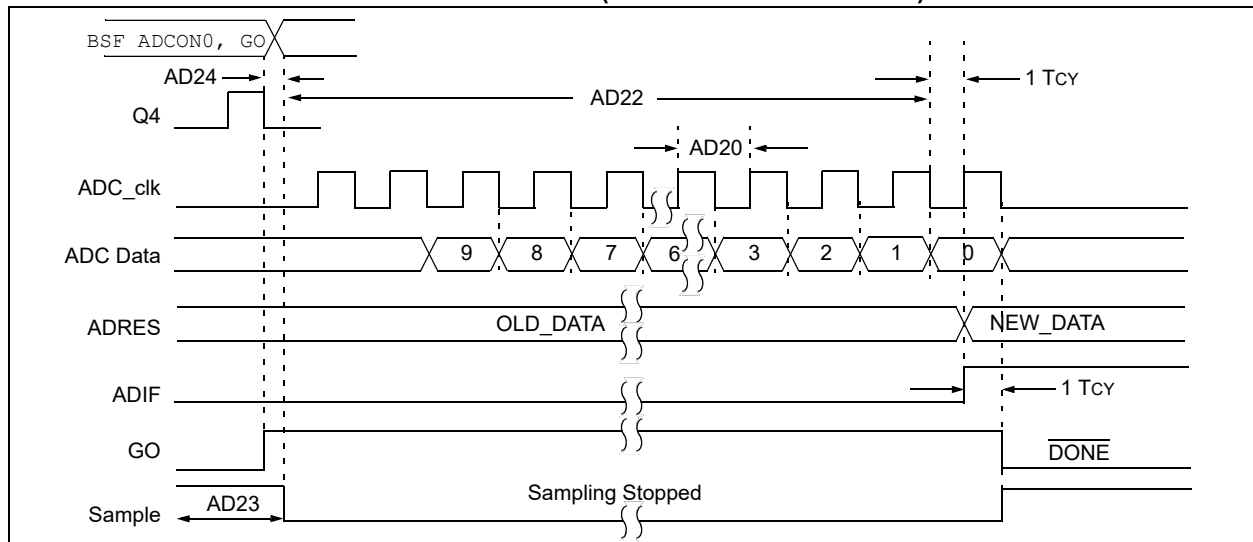 BSF ADCON0, GO
AD24
1 TCY
AD22
Q4
AD20
ADC_clk
ADC Data
9 8 7 6 3 2 1 0
OLD_DATA
NEW_DATA
ADRES
ADIF
1 TCY
GO
DONE
Sampling Stopped
AD23
Sample